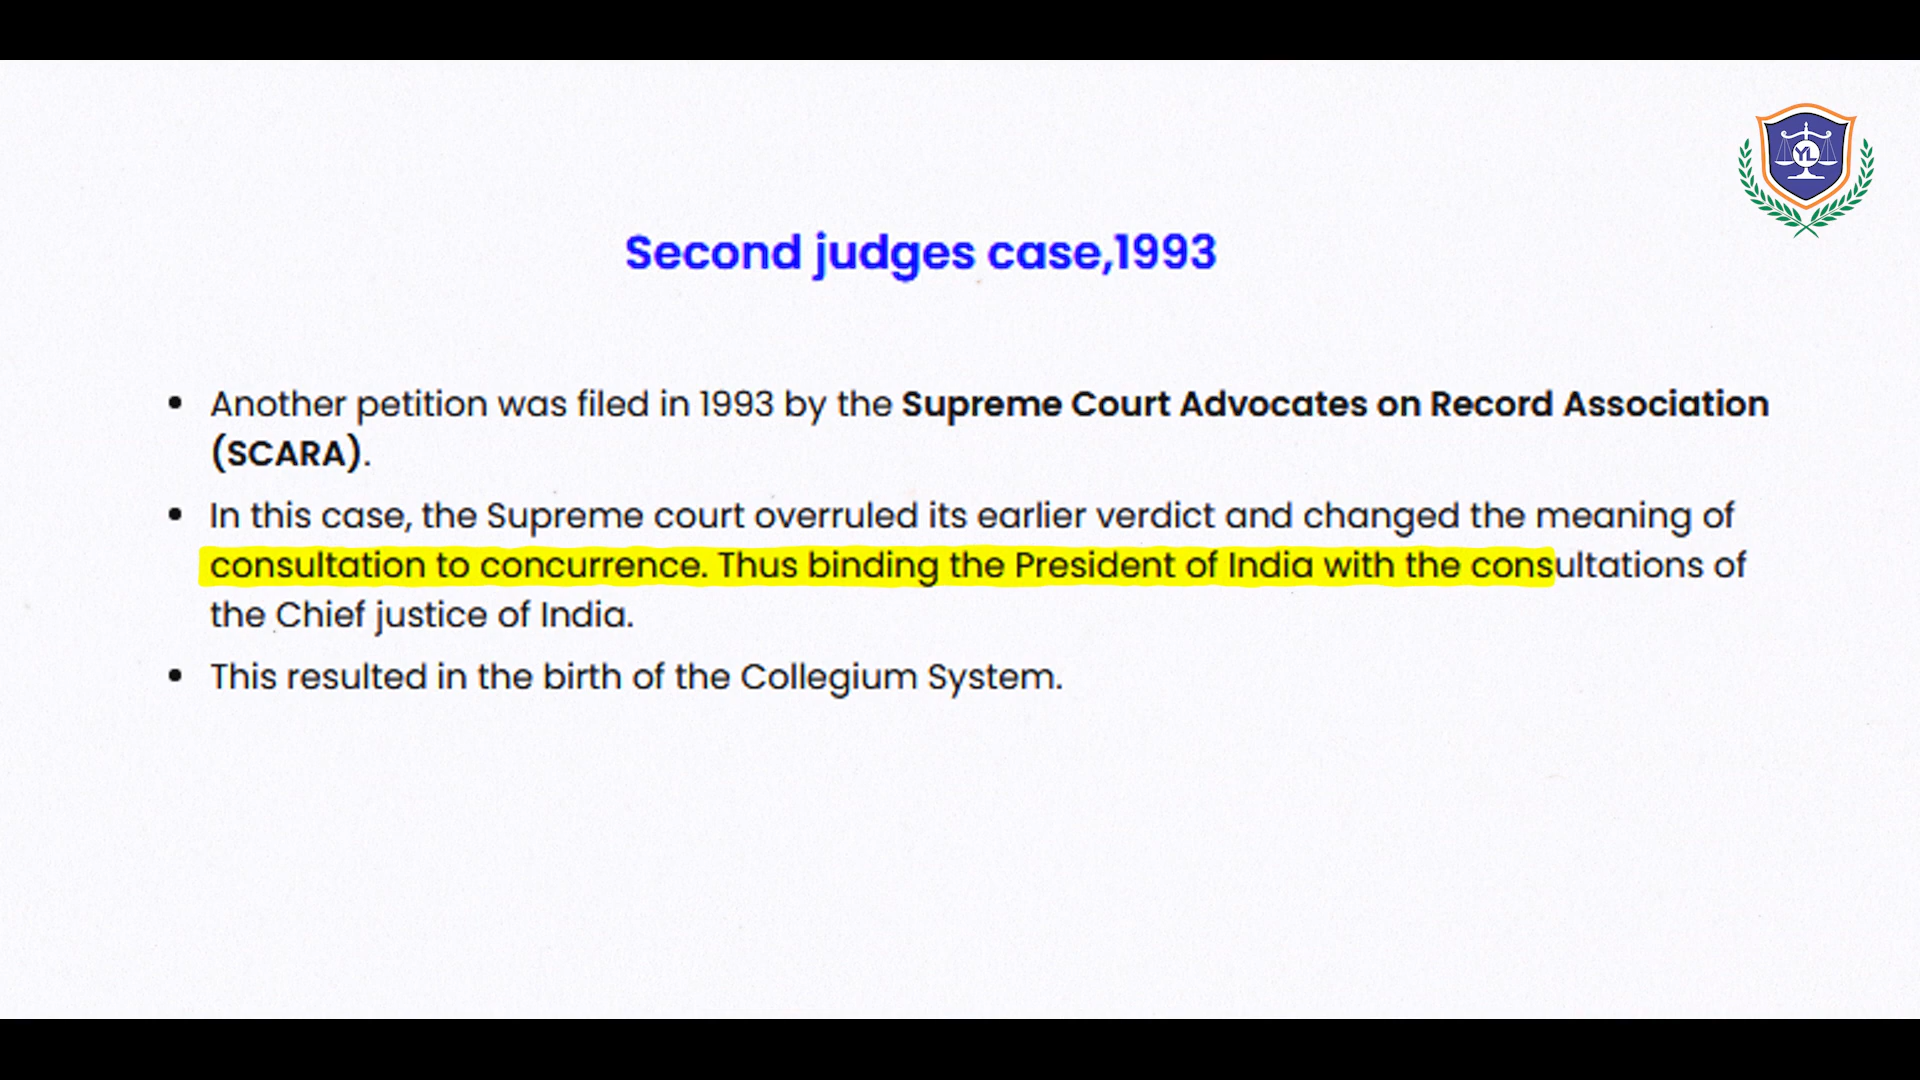 YL
Second judges case,1993
• Another petition was filed in 1993 by the Supreme Court Advocates on Record Association
(SCARA).
• In this case, the Supreme court overruled its earlier verdict and changed the meaning of
consultation to concurrence. Thus binding the President of India with the consultations of
the Chief justice of India.
• This resulted in the birth of the Collegium System.